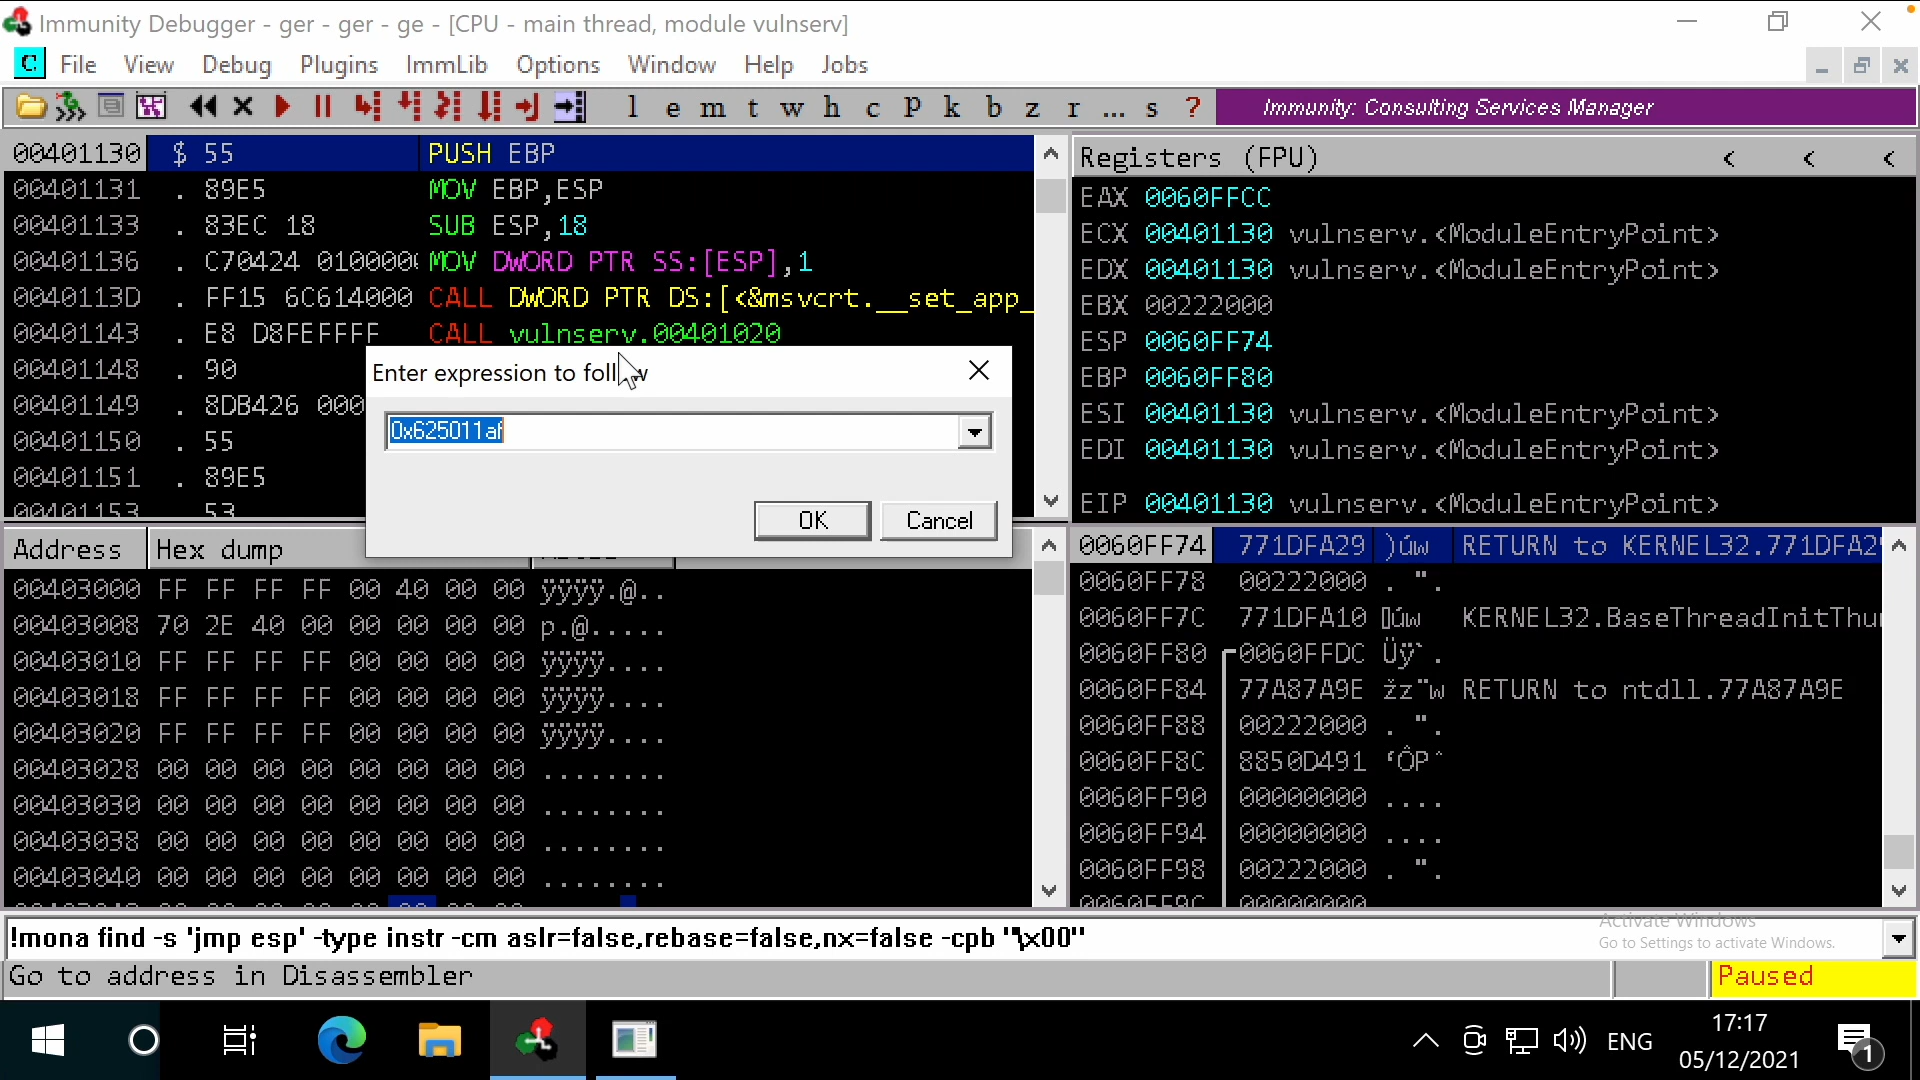 Immunity Debugger - ger - ger - ge - [CPU - main thread, module vulnserv]
C File View Debug Plugins ImmLib Options Window Help Jobs
l e m t w h c P k b z r ... s ? Immunity: Consulting Services Manager
00401130 $ 55 PUSH EBP
00401131 . 89E5 MOV EBP,ESP
00401133 . 83EC 18 SUB ESP,18
00401136 . C70424 0100000 MOV DWORD PTR SS:[ESP],1
0040113D . FF15 6C614000 CALL DWORD PTR DS:[<&msvcrt.__set_app_
00401143 . E8 D8FEFFFF CALL vulnserv.00401020
00401148 . 90
00401149 . 8DB426 000
00401150 . 55
00401151 . 89E5
00401153 . 53
Registers (FPU) < < <
EAX 0060FFCC
ECX 00401130 vulnserv.<ModuleEntryPoint>
EDX 00401130 vulnserv.<ModuleEntryPoint>
EBX 00222000
ESP 0060FF74
EBP 0060FF80
ESI 00401130 vulnserv.<ModuleEntryPoint>
EDI 00401130 vulnserv.<ModuleEntryPoint>
EIP 00401130 vulnserv.<ModuleEntryPoint>
Enter expression to follow
0x625011af
OK Cancel
Address Hex dump
00403000 FF FF FF FF 00 40 00 00 ÿÿÿÿ.@..
00403008 70 2E 40 00 00 00 00 00 p.@.....
00403010 FF FF FF FF 00 00 00 00 ÿÿÿÿ....
00403018 FF FF FF FF 00 00 00 00 ÿÿÿÿ....
00403020 FF FF FF FF 00 00 00 00 ÿÿÿÿ....
00403028 00 00 00 00 00 00 00 00 ........
00403030 00 00 00 00 00 00 00 00 ........
00403038 00 00 00 00 00 00 00 00 ........
00403040 00 00 00 00 00 00 00 00 ........
0060FF74 771DFA29 )úw RETURN to KERNEL32.771DFA2
0060FF78 00222000 . ".
0060FF7C 771DFA10 úw KERNEL32.BaseThreadInitThu
0060FF80 0060FFDC Üÿ`.
0060FF84 77A87A9E žz¨w RETURN to ntdll.77A87A9E
0060FF88 00222000 . ".
0060FF8C 8850D491 ‘ÔPˆ
0060FF90 00000000 ....
0060FF94 00000000 ....
0060FF98 00222000 . ".
0060FF9C 00000000
!mona find -s 'jmp esp' -type instr -cm aslr=false,rebase=false,nx=false -cpb "\x00"
Activate Windows
Go to Settings to activate Windows.
Go to address in Disassembler Paused
ENG 17:17
05/12/2021
1